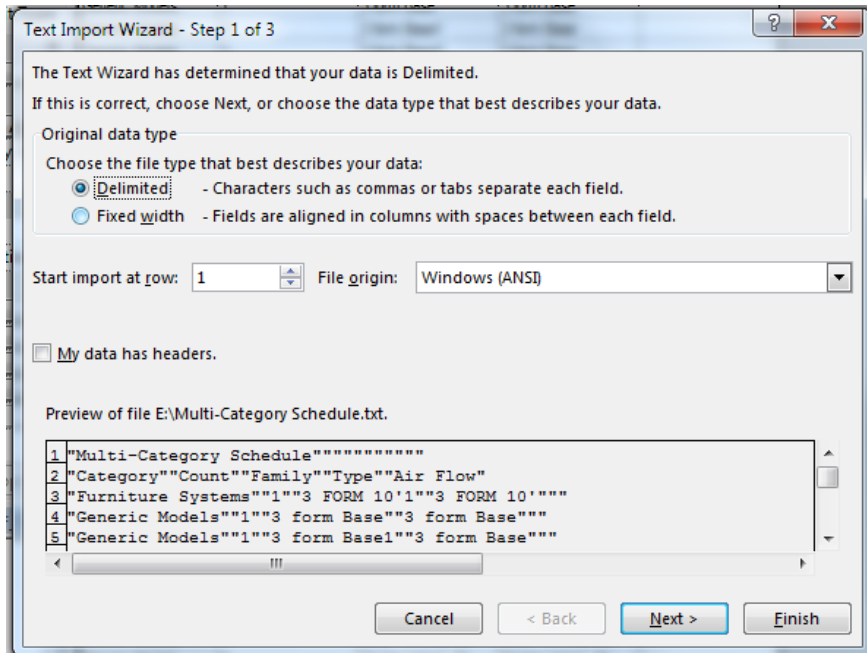 Text Import Wizard - Step 1 of 3
The Text Wizard has determined that your data is Delimited.
If this is correct, choose Next, or choose the data type that best describes your data.
Original data type
Choose the file type that best describes your data:
Delimited - Characters such as commas or tabs separate each field.
Fixed width - Fields are aligned in columns with spaces between each field.
Start import at row: 1 File origin: Windows (ANSI)
My data has headers.
Preview of file E:\Multi-Category Schedule.txt.
1 "Multi-Category Schedule"""""""""""
2 "Category""Count""Family""Type""Air Flow"
3 "Furniture Systems""1""3 FORM 10'1""3 FORM 10'"""
4 "Generic Models""1""3 form Base""3 form Base"""
5 "Generic Models""1""3 form Base1""3 form Base"""
Cancel < Back Next > Finish